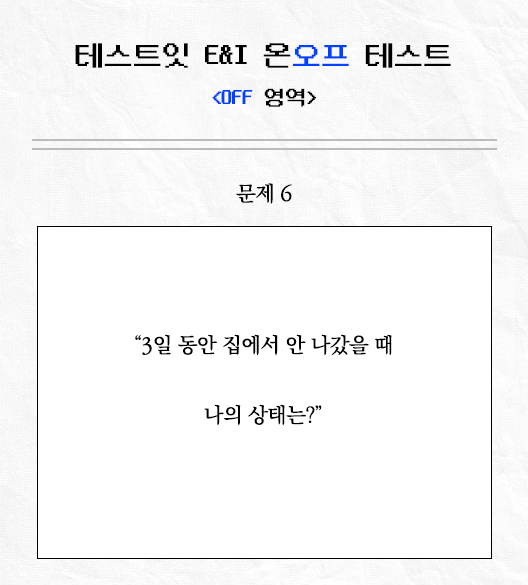 테스트잇 E&I 온오프 테스트
<OFF 영역>
문제 6
“3일 동안 집에서 안 나갔을 때
나의 상태는?”